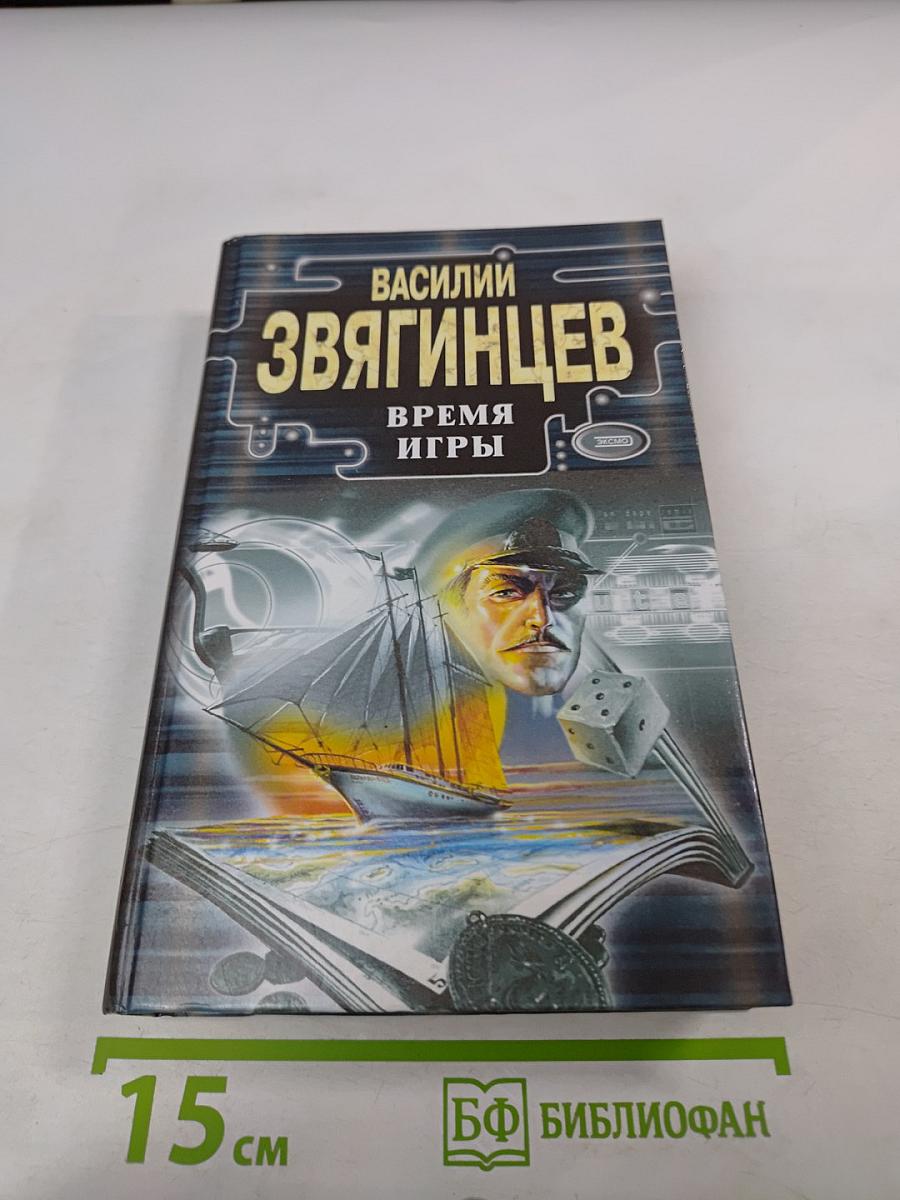 ВАСИЛИЙ
ЗВЯГИНЦЕВ
ВРЕМЯ
ИГРЫ
ЭКСМО
15 см
БФ БИБЛИОФАН